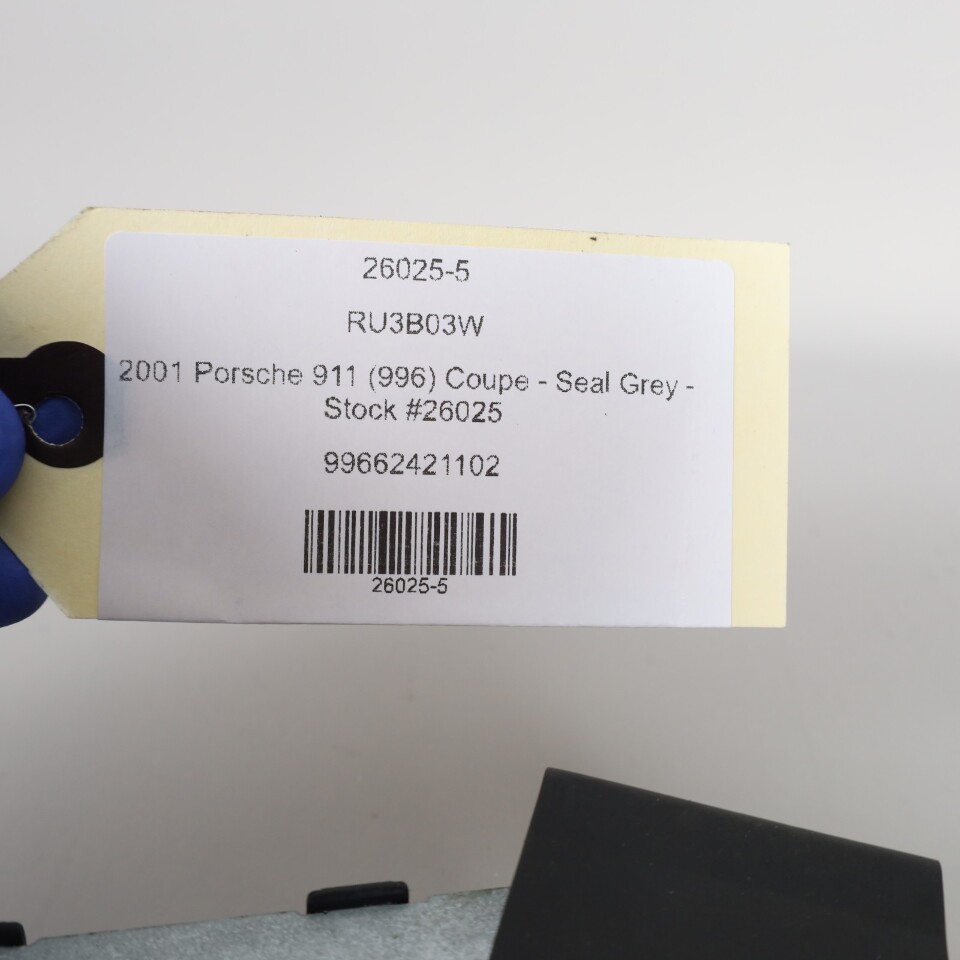 26025-5
RU3B03W
2001 Porsche 911 (996) Coupe - Seal Grey -
Stock #26025
99662421102
26025-5